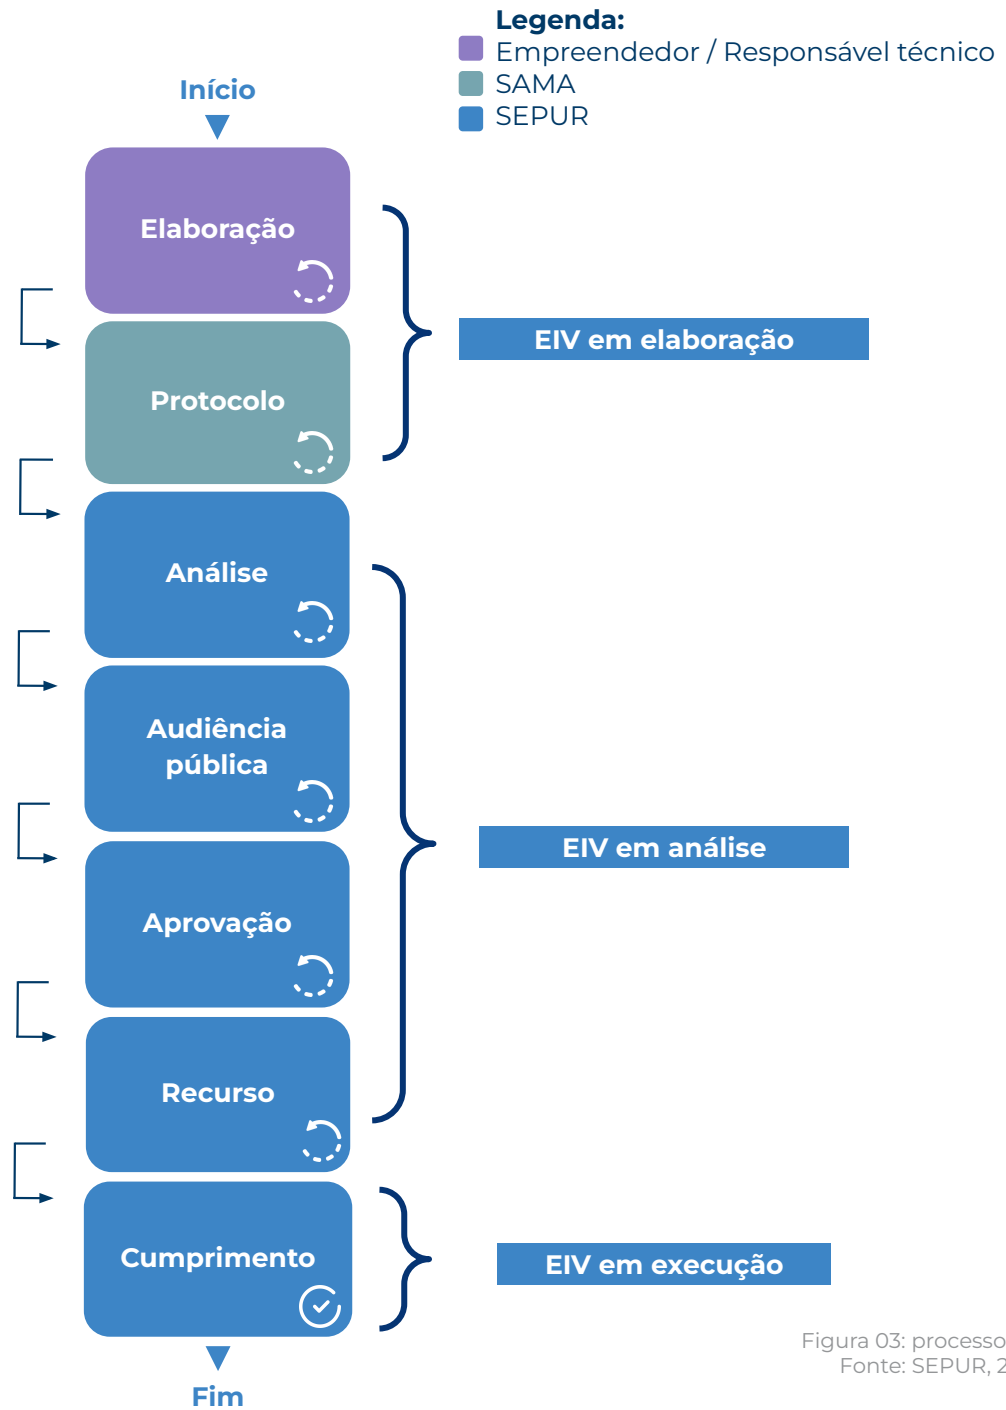 Legenda:
Empreendedor / Responsável técnico
SAMA
SEPUR
Início
Elaboração
Protocolo
EIV em elaboração
Análise
Audiência
pública
Aprovação
Recurso
EIV em análise
Cumprimento
EIV em execução
Fim
Figura 03: processo
Fonte: SEPUR, 2